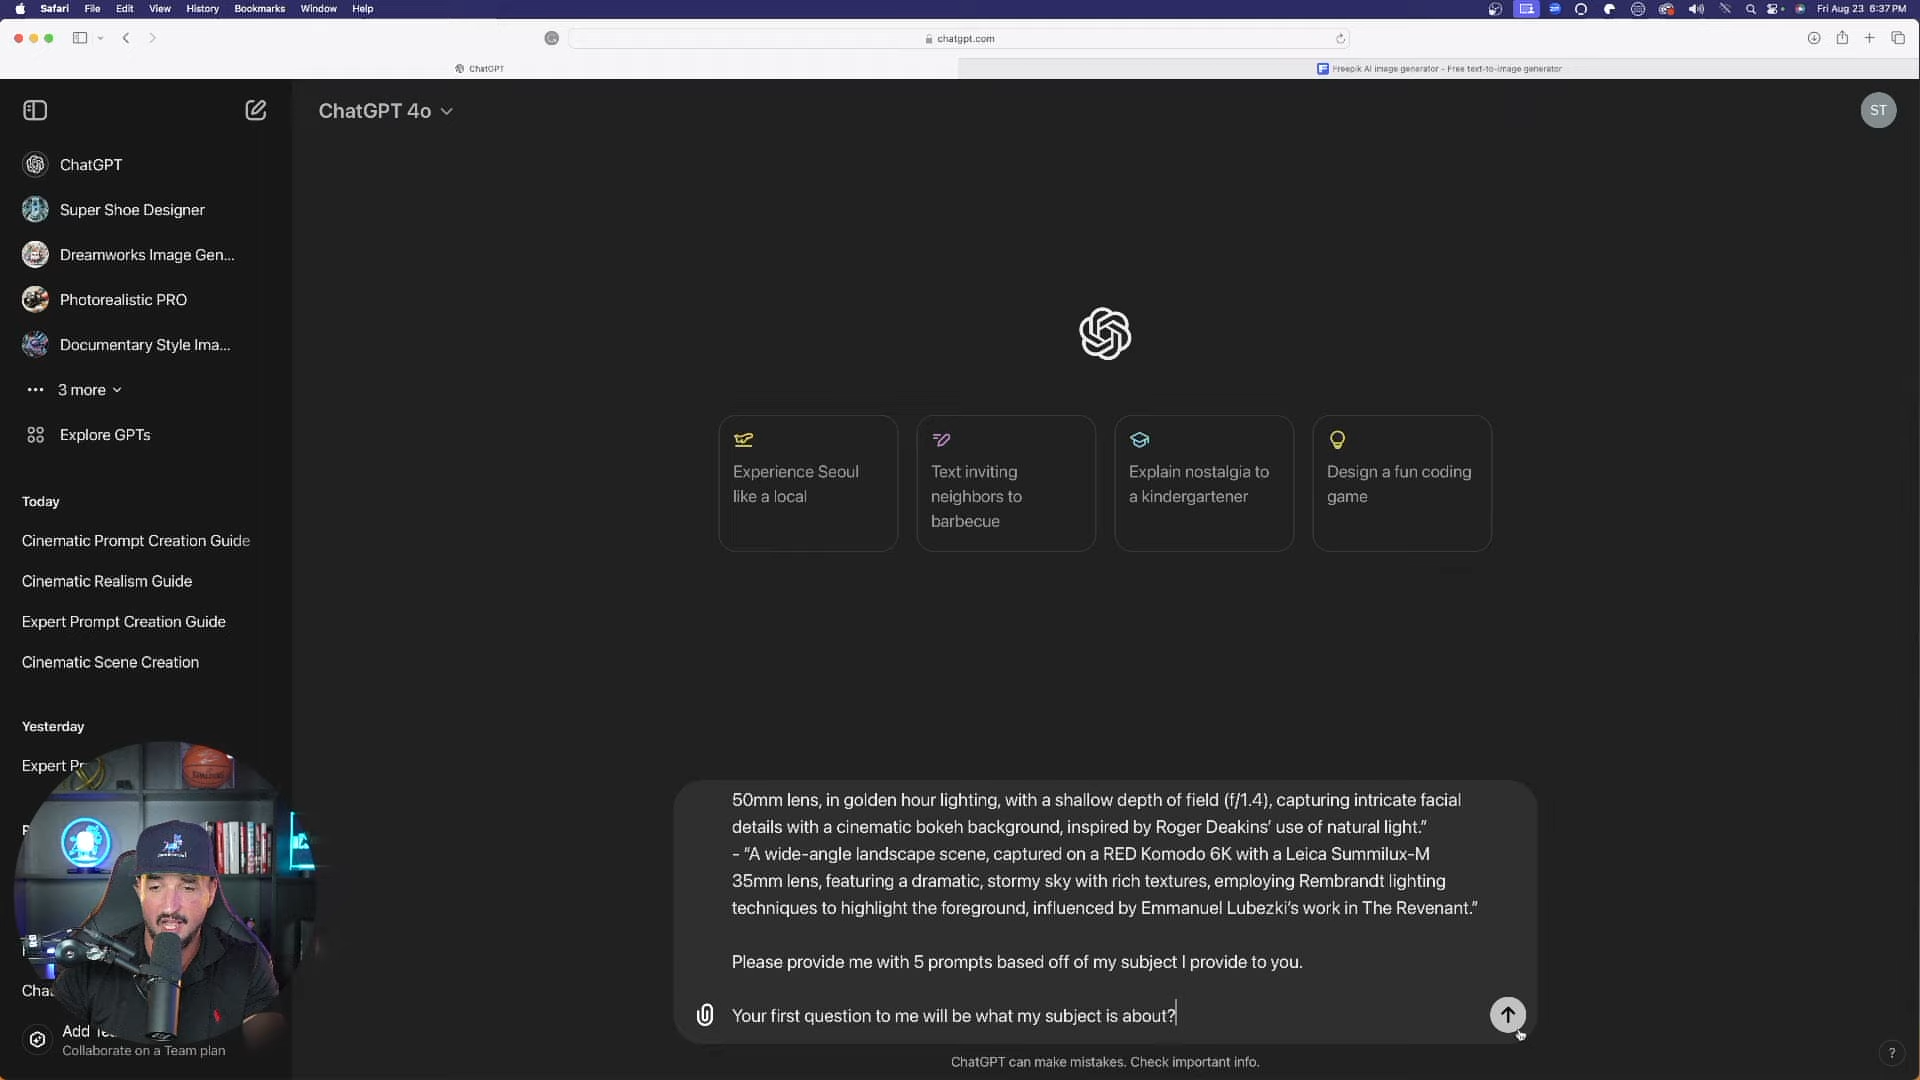 Safari File Edit View History Bookmarks Window Help
Fri Aug 23 6:37 PM
chatgpt.com
ChatGPT
Freepik AI image generator - Free text-to-image generator
ChatGPT 4o
ST
ChatGPT
Super Shoe Designer
Dreamworks Image Gen...
Photorealistic PRO
Documentary Style Ima...
3 more
Explore GPTs
Today
Cinematic Prompt Creation Guide
Cinematic Realism Guide
Expert Prompt Creation Guide
Cinematic Scene Creation
Yesterday
Expert Pr
Collaborate on a Team plan
Experience Seoul
like a local
Text inviting
neighbors to
barbecue
Explain nostalgia to
a kindergartener
Design a fun coding
game
50mm lens, in golden hour lighting, with a shallow depth of field (f/1.4), capturing intricate facial
details with a cinematic bokeh background, inspired by Roger Deakins’ use of natural light.”
- “A wide-angle landscape scene, captured on a RED Komodo 6K with a Leica Summilux-M
35mm lens, featuring a dramatic, stormy sky with rich textures, employing Rembrandt lighting
techniques to highlight the foreground, influenced by Emmanuel Lubezki’s work in The Revenant.”
Please provide me with 5 prompts based off of my subject I provide to you.
Your first question to me will be what my subject is about?
ChatGPT can make mistakes. Check important info.
?